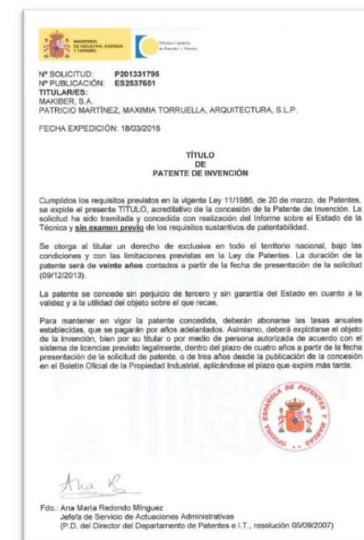 MINISTERIO
DE INDUSTRIA, ENERGÍA
Y TURISMO
Oficina Española
de Patentes y Marcas
Nº SOLICITUD: P201331795
Nº PUBLICACIÓN: ES2537651
TITULAR/ES:
MAKIBER, S.A.
PATRICIO MARTÍNEZ, MAXIMIA TORRUELLA, ARQUITECTURA, S.L.P.
FECHA EXPEDICIÓN: 18/03/2016
TÍTULO
DE
PATENTE DE INVENCIÓN
Cumplidos los requisitos previstos en la vigente Ley 11/1986, de 20 de marzo, de Patentes,
se expide el presente TÍTULO, acreditativo de la concesión de la Patente de Invención. La
solicitud ha sido tramitada y concedida con realización del Informe sobre el Estado de la
Técnica y sin examen previo de los requisitos sustantivos de patentabilidad.
Se otorga al titular un derecho de exclusiva en todo el territorio nacional, bajo las
condiciones y con las limitaciones previstas en la Ley de Patentes. La duración de la
patente será de veinte años contados a partir de la fecha de presentación de la solicitud
(09/12/2013).
La patente se concede sin perjuicio de tercero y sin garantía del Estado en cuanto a la
validez y a la utilidad del objeto sobre el que recae.
Para mantener en vigor la patente concedida, deberán abonarse las tasas anuales
establecidas, que se pagarán por años adelantados. Asimismo, deberá explotarse el objeto
de la invención, bien por su titular o por medio de persona autorizada de acuerdo con el
sistema de licencias previsto legalmente, dentro del plazo de cuatro años a partir de la fecha
presentación de la solicitud de patente, o de tres años desde la publicación de la concesión
en el Boletín Oficial de la Propiedad Industrial, aplicándose el plazo que expire más tarde.
OFICINA ESPAÑOLA DE PATENTES Y MARCAS
Ana R
Fdo.: Ana María Redondo Mínguez
Jefe/a de Servicio de Actuaciones Administrativas
(P.D. del Director del Departamento de Patentes e I.T., resolución 05/09/2007)